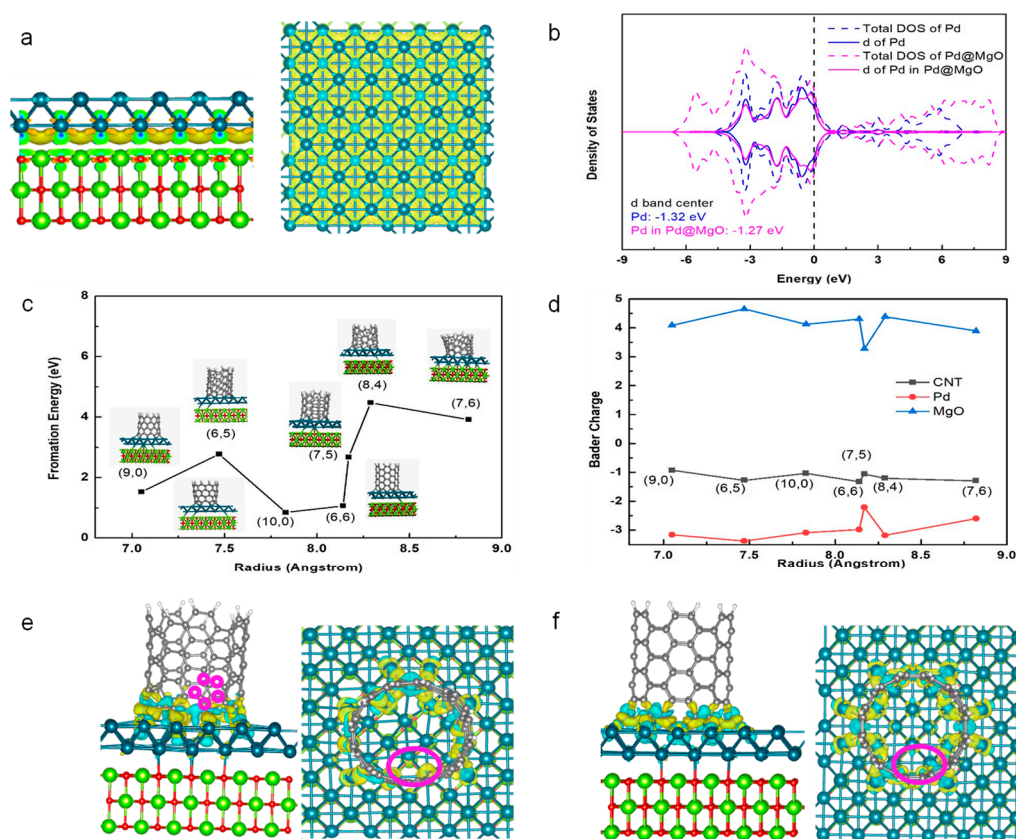 a
b
Total DOS of Pd
d of Pd
Total DOS of Pd@MgO
d of Pd in Pd@MgO
Density of States
d band center
Pd: -1.32 eV
Pd in Pd@MgO: -1.27 eV
-9 -6 -3 0 3 6 9
Energy (eV)
c
Fromation Energy (eV)
8
6
4
2
0
(9,0)
(6,5)
(10,0)
(6,6)
(7,5)
(8,4)
(7,6)
7.0 7.5 8.0 8.5 9.0
Radius (Angstrom)
d
Bader Charge
5
4
3
2
1
0
-1
-2
-3
CNT
Pd
MgO
(9,0)
(6,5)
(10,0)
(6,6)
(7,5)
(8,4)
(7,6)
7.0 7.5 8.0 8.5 9.0
Radius (Angstrom)
e
f